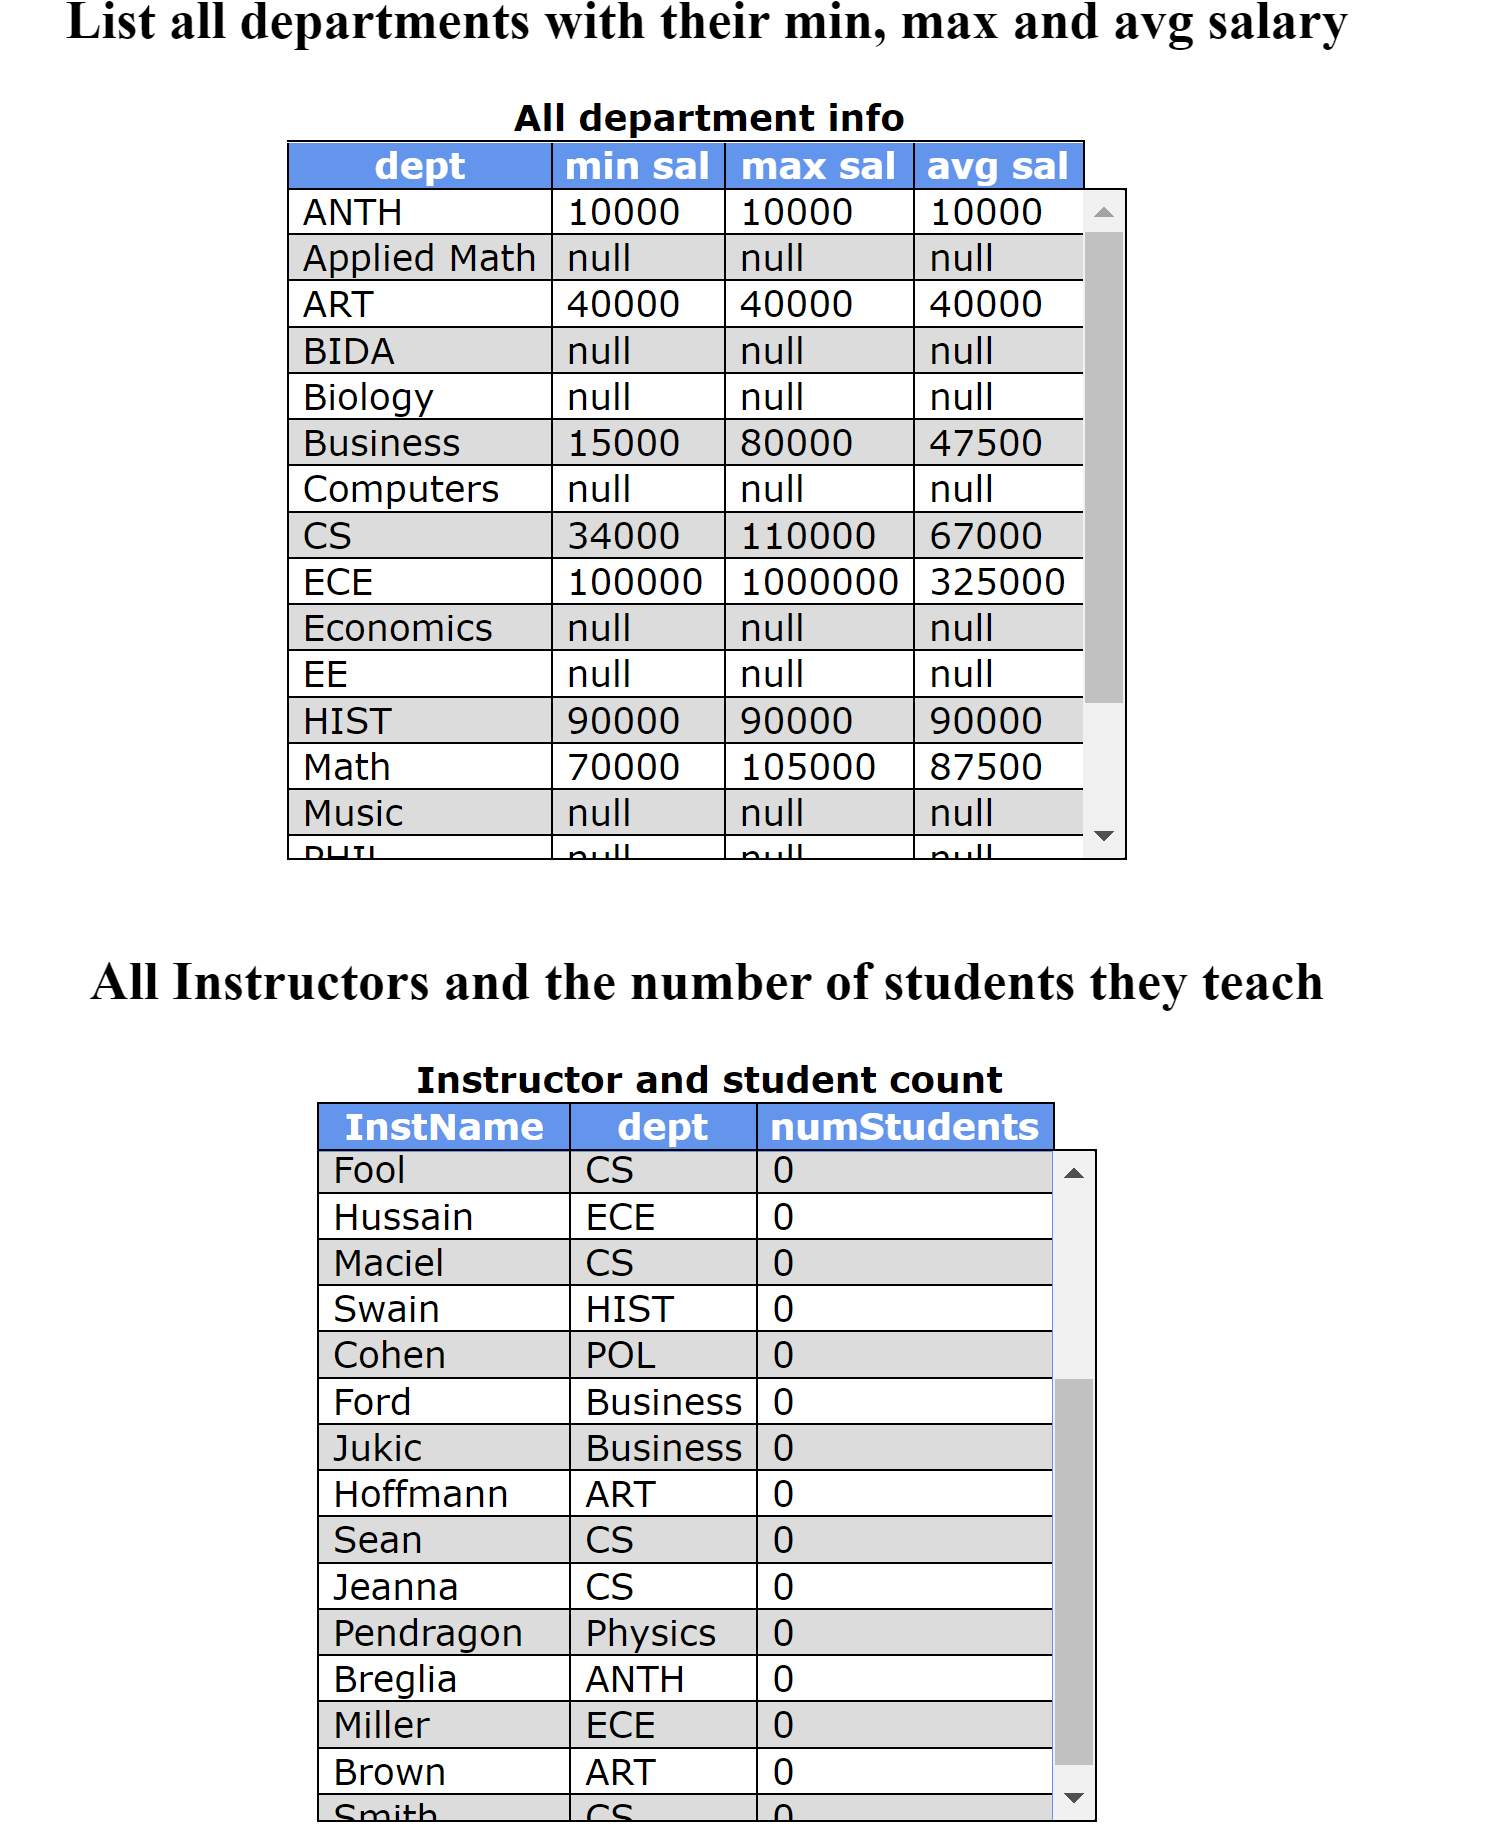 List all departments with their min, max and avg salary
All department info
dept min sal max sal avg sal
ANTH 10000 10000 10000
Applied Math null null null
ART 40000 40000 40000
BIDA null null null
Biology null null null
Business 15000 80000 47500
Computers null null null
CS 34000 110000 67000
ECE 100000 1000000 325000
Economics null null null
EE null null null
HIST 90000 90000 90000
Math 70000 105000 87500
Music null null null
PHIL null null null
All Instructors and the number of students they teach
Instructor and student count
InstName dept numStudents
Fool CS 0
Hussain ECE 0
Maciel CS 0
Swain HIST 0
Cohen POL 0
Ford Business 0
Jukic Business 0
Hoffmann ART 0
Sean CS 0
Jeanna CS 0
Pendragon Physics 0
Breglia ANTH 0
Miller ECE 0
Brown ART 0
Smith CS 0